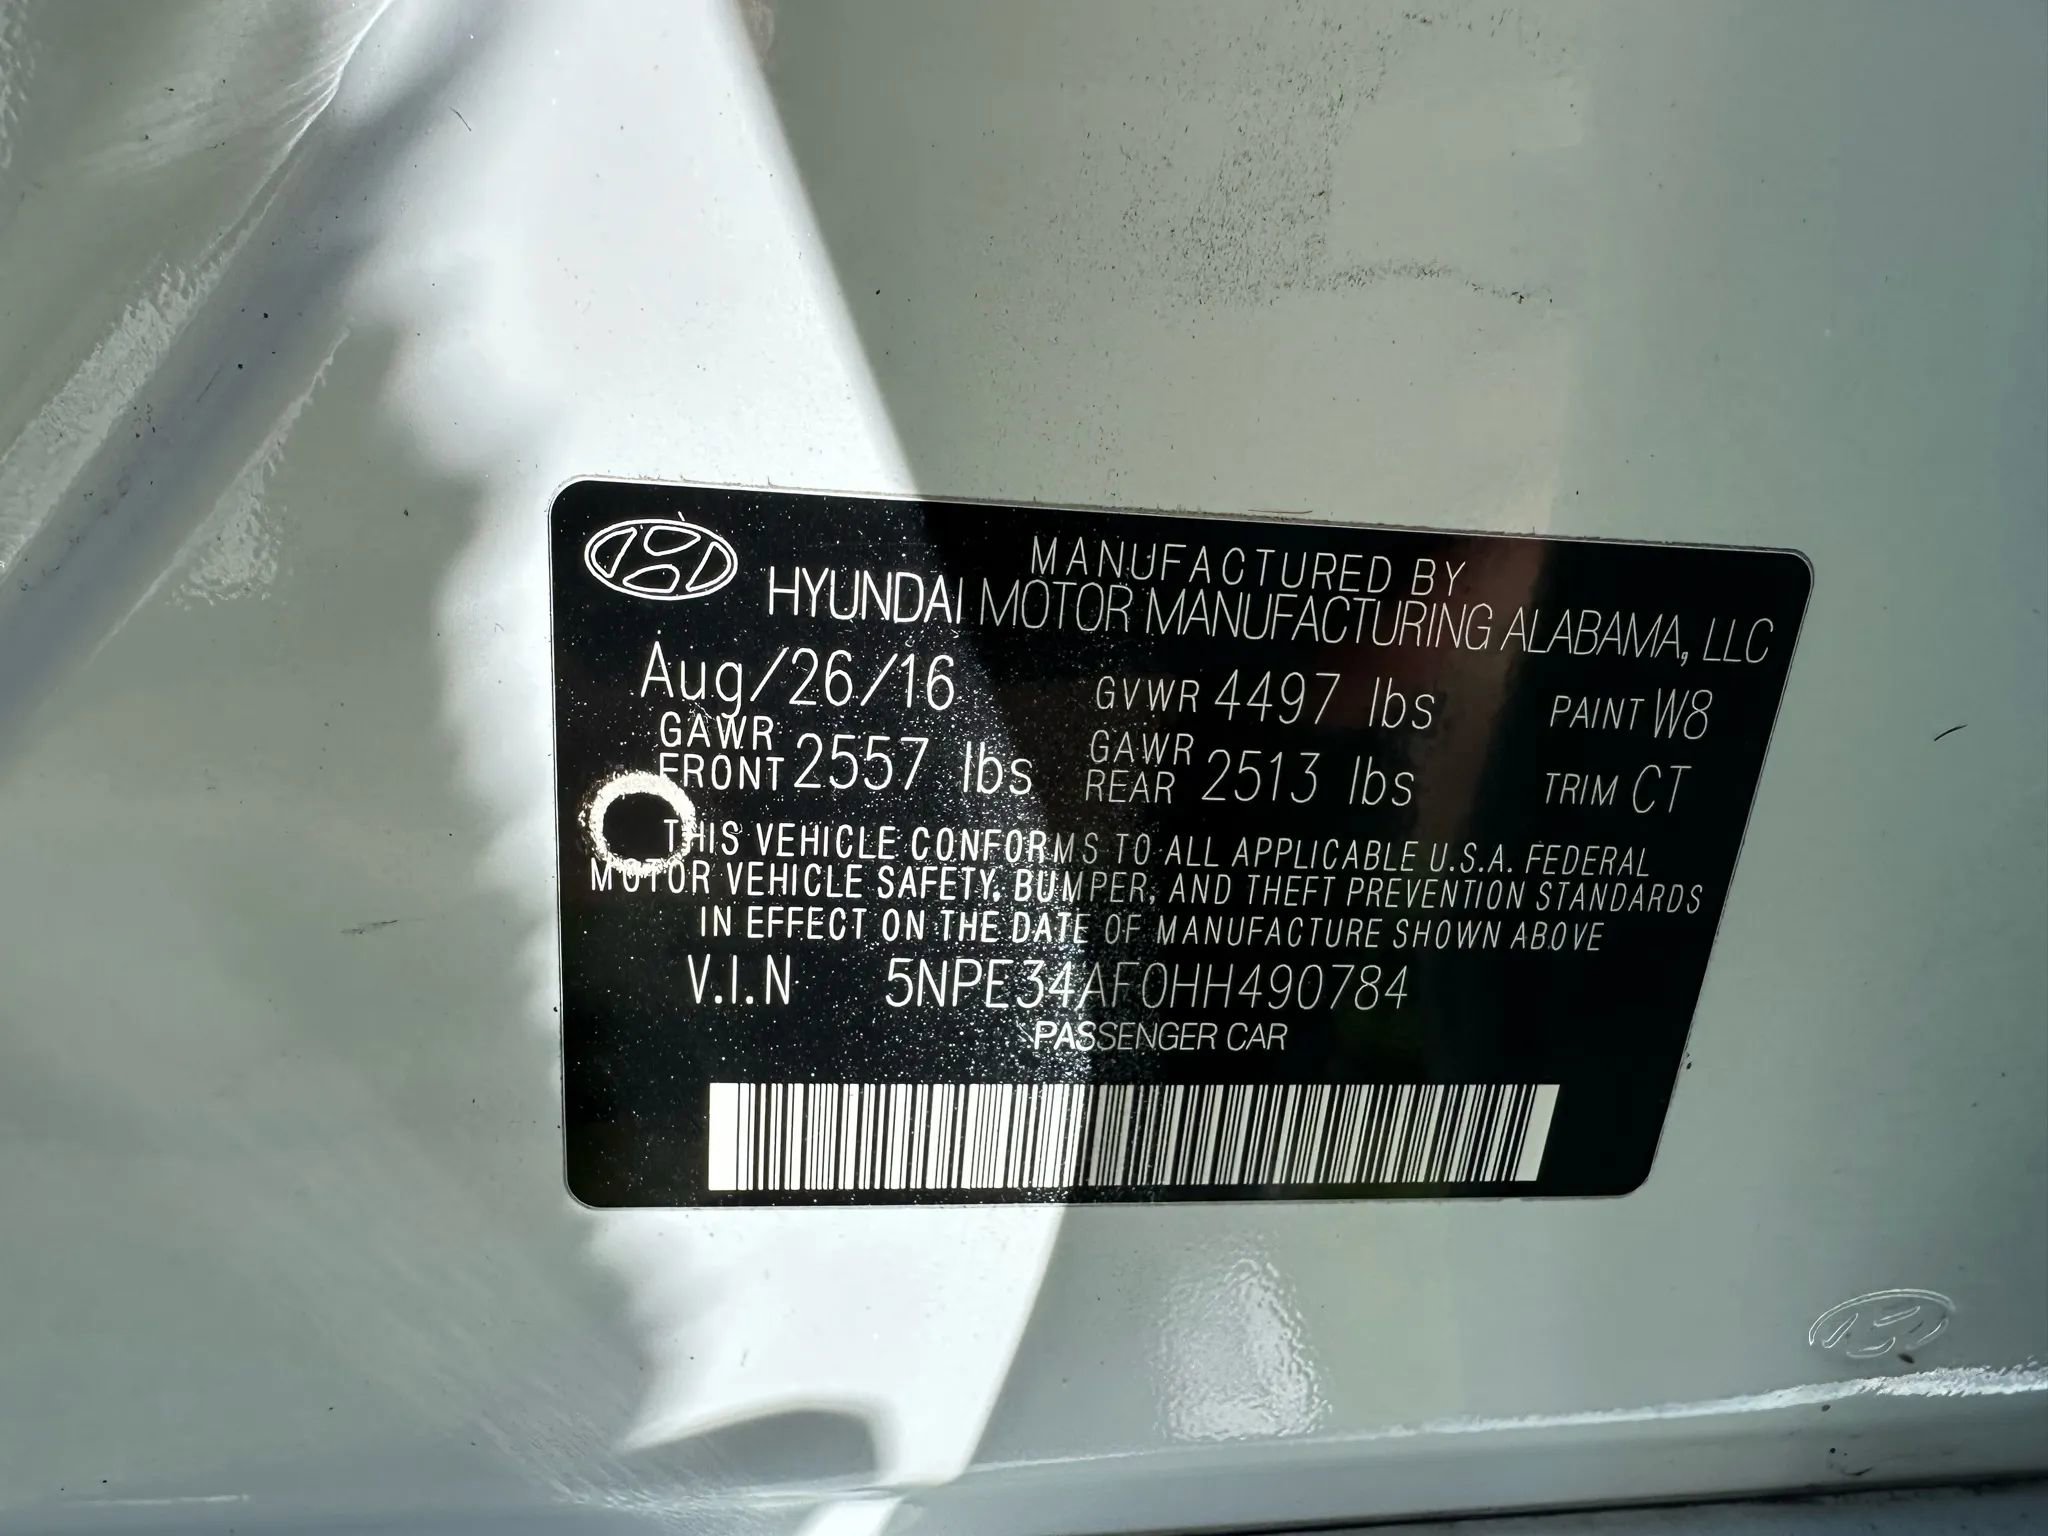 MANUFACTURED BY
HYUNDAI MOTOR MANUFACTURING ALABAMA, LLC
Aug/26/16 GVWR 4497 lbs PAINT W8
GAWR FRONT 2557 lbs GAWR REAR 2513 lbs TRIM CT
THIS VEHICLE CONFORMS TO ALL APPLICABLE U.S.A. FEDERAL
MOTOR VEHICLE SAFETY, BUMPER, AND THEFT PREVENTION STANDARDS
IN EFFECT ON THE DATE OF MANUFACTURE SHOWN ABOVE
V.I.N 5NPE34AF0HH490784
PASSENGER CAR